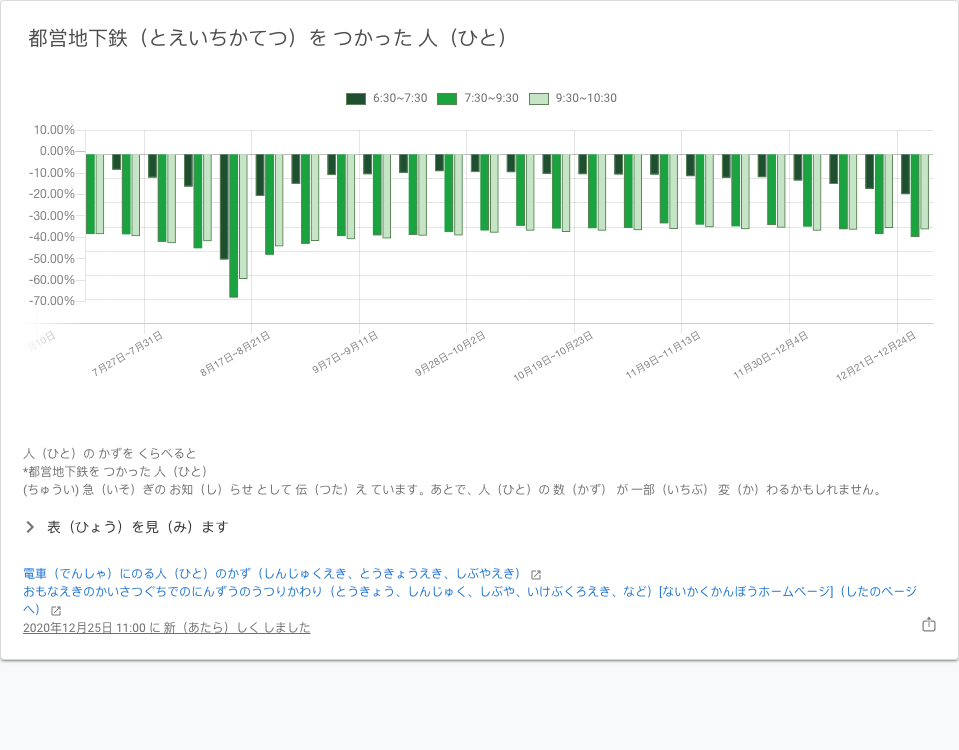 都営地下鉄（とえいちかてつ）を つかった 人（ひと）
6:30~7:30 7:30~9:30 9:30~10:30
10.00%
0.00%
-10.00%
-20.00%
-30.00%
-40.00%
-50.00%
-60.00%
-70.00%
月10日 7月27日~7月31日 8月17日~8月21日 9月7日~9月11日 9月28日~10月2日 10月19日~10月23日 11月9日~11月13日 11月30日~12月4日 12月21日~12月24日
人（ひと）の かずを くらべると
*都営地下鉄を つかった 人（ひと）
(ちゅうい) 急（いそ）ぎの お知（し）らせ として 伝（つた）え ています。あとで、人（ひと）の 数（かず） が 一部（いちぶ） 変（か）わるかもしれません。
表（ひょう）を見（み）ます
電車（でんしゃ）にのる人（ひと）のかず（しんじゅくえき、とうきょうえき、しぶやえき）
おもなえきのかいさつぐちでのにんずうのうつりかわり（とうきょう、しんじゅく、しぶや、いけぶくろえき、など）[ないかくかんぼうホームページ]（したのページ
へ）
2020年12月25日 11:00 に 新（あたら）しく しました